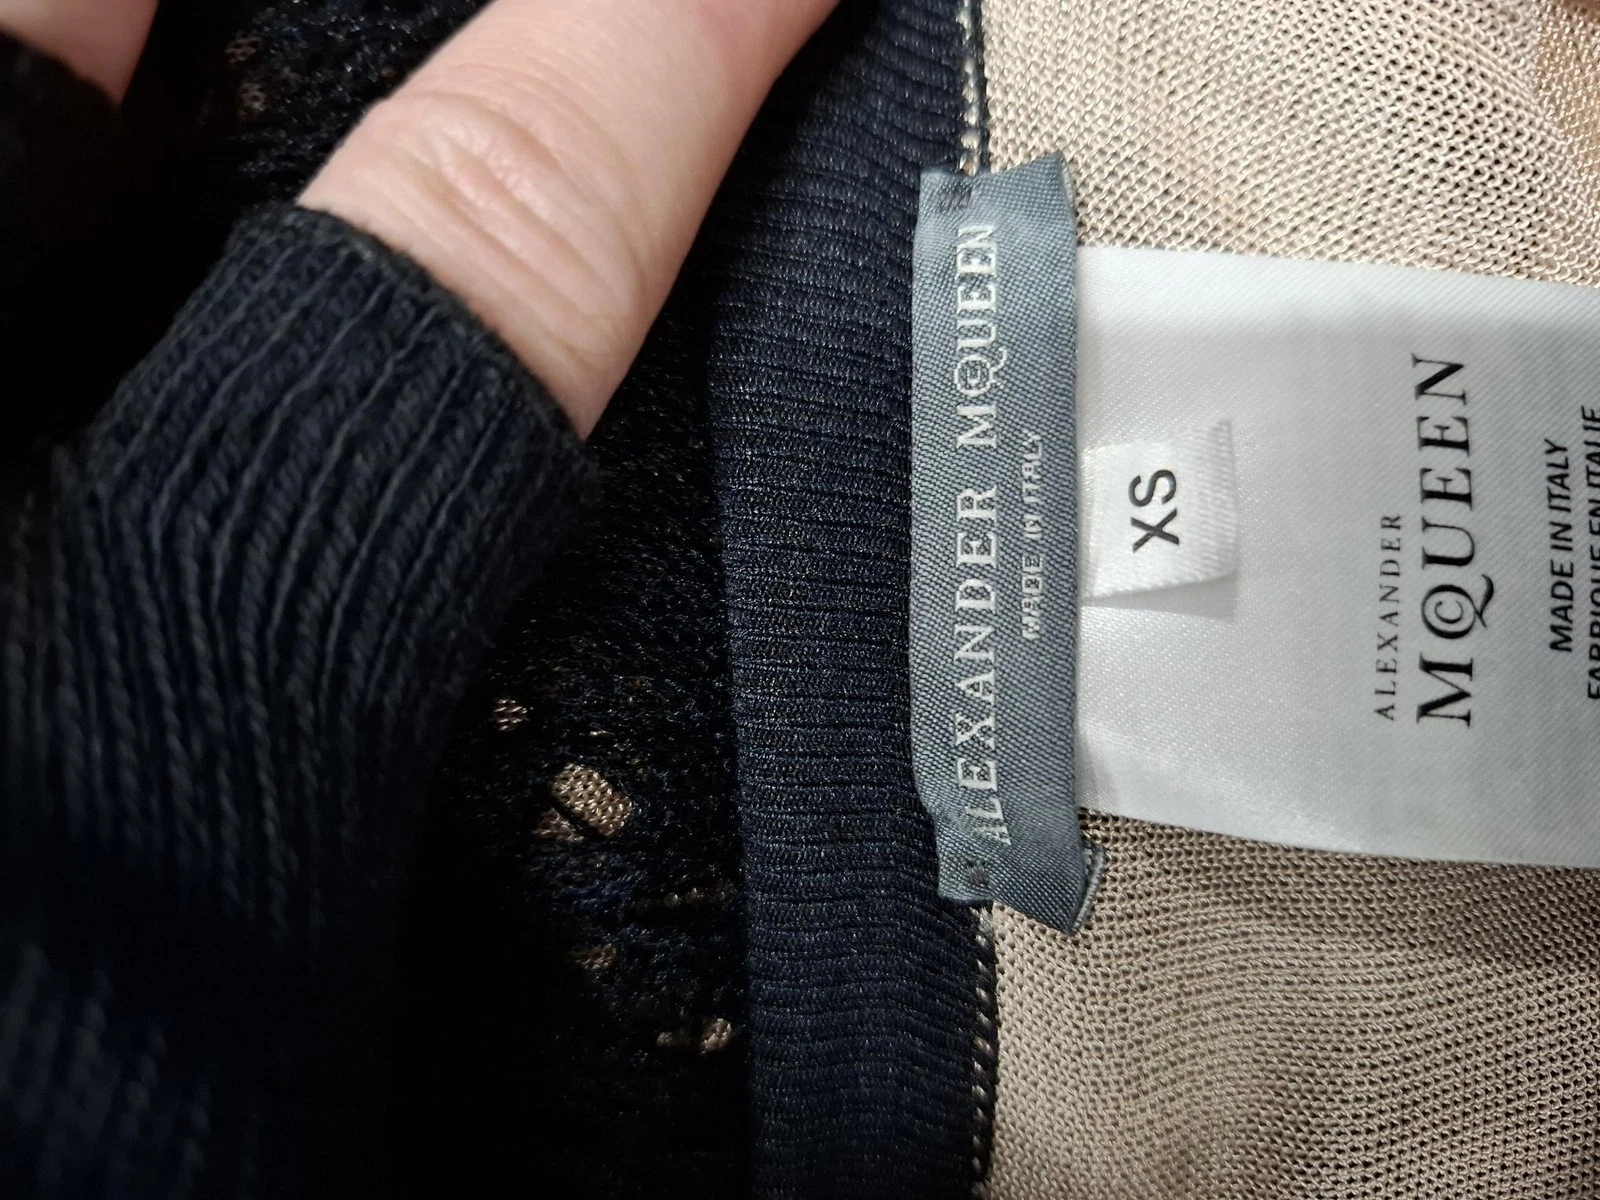 ALEXANDER MCQUEEN
MADE IN ITALY
XS
ALEXANDER
MCQUEEN
MADE IN ITALY
FABRIQUE EN ITALIE